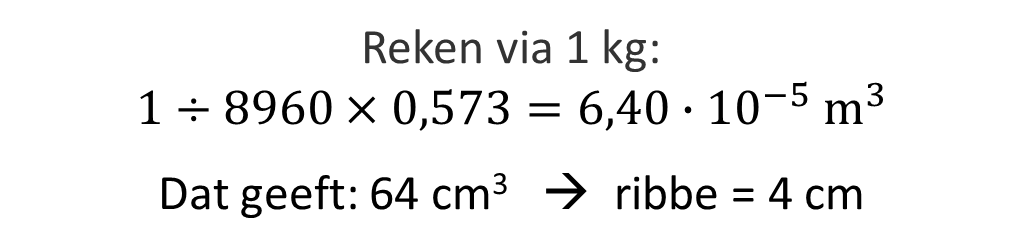 Reken via 1 kg:
1 ÷ 8960 × 0,573 = 6,40 · 10⁻⁵ m³
Dat geeft: 64 cm³ → ribbe = 4 cm